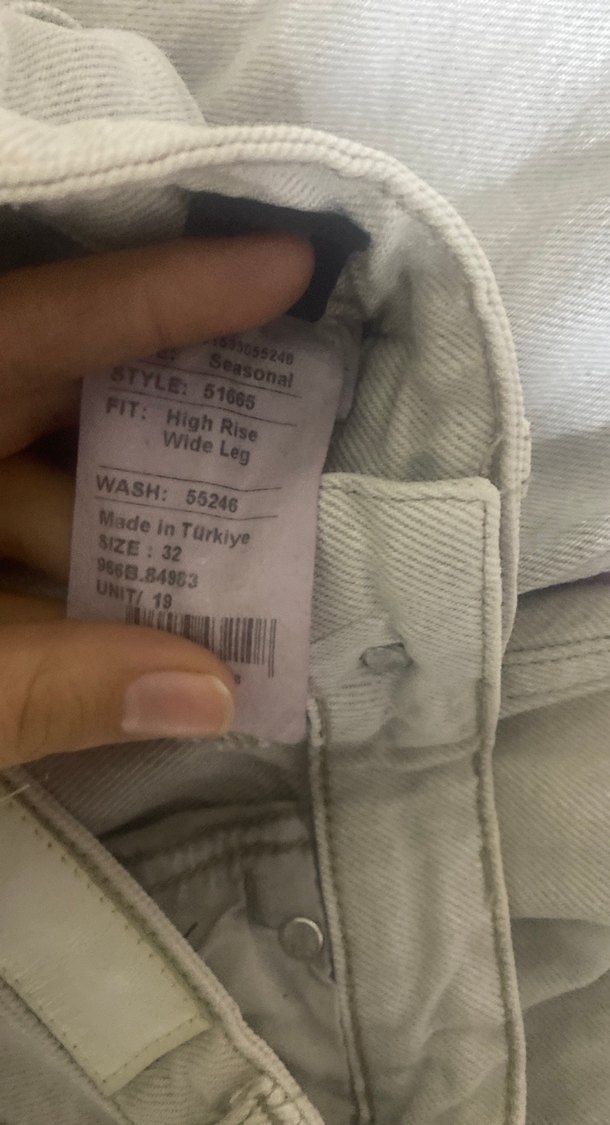 Seasonal
STYLE: 51665
FIT: High Rise
Wide Leg
WASH: 55246
Made in Türkiye
SIZE : 32
966B.84983
UNIT/ 19